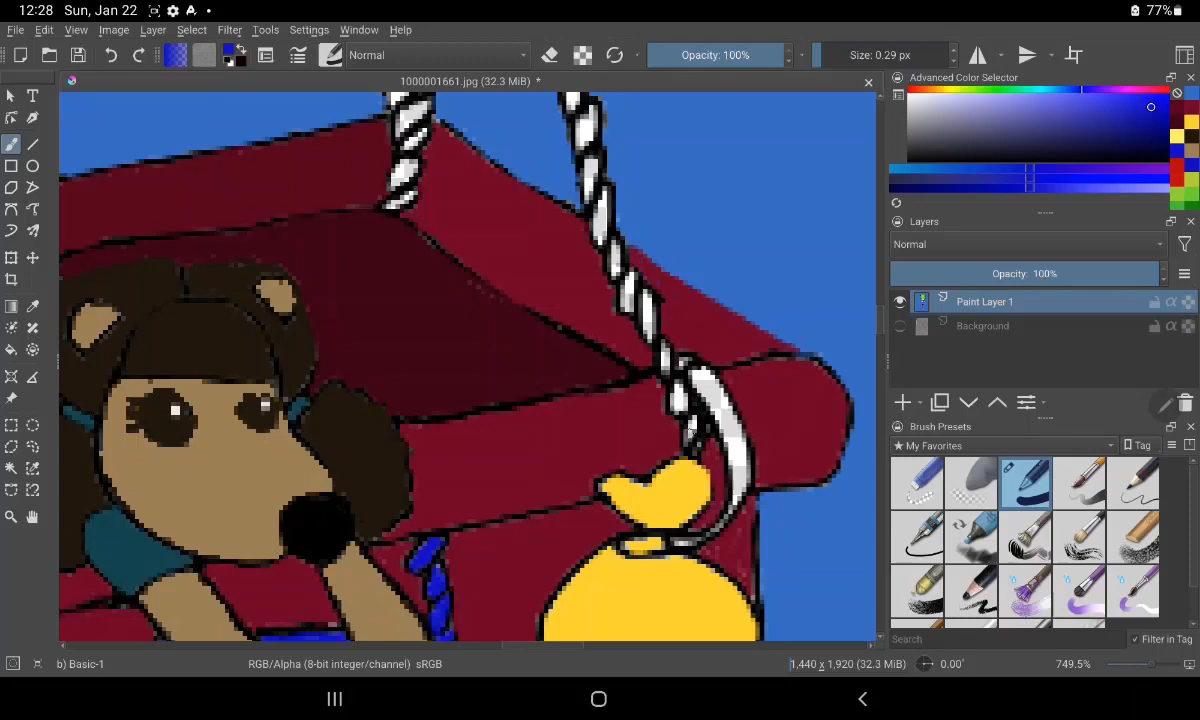 12:28 Sun, Jan 22
77%
File Edit View Image Layer Select Filter Tools Settings Window Help
Normal
Opacity: 100%
Size: 0.29 px
1000001661.jpg (32.3 MiB) *
Advanced Color Selector
Layers
Normal
Opacity: 100%
Paint Layer 1
Background
Brush Presets
★ My Favorites
Tag
Search
✓ Filter in Tag
b) Basic-1
RGB/Alpha (8-bit integer/channel) sRGB
1,440 x 1,920 (32.3 MiB)
0.00°
749.5%